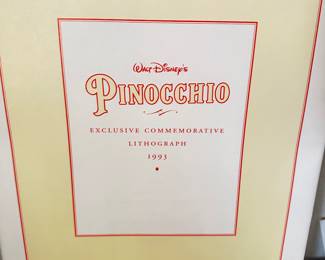 Walt Disney's
PINOCCHIO
EXCLUSIVE COMMEMORATIVE
LITHOGRAPH
1993